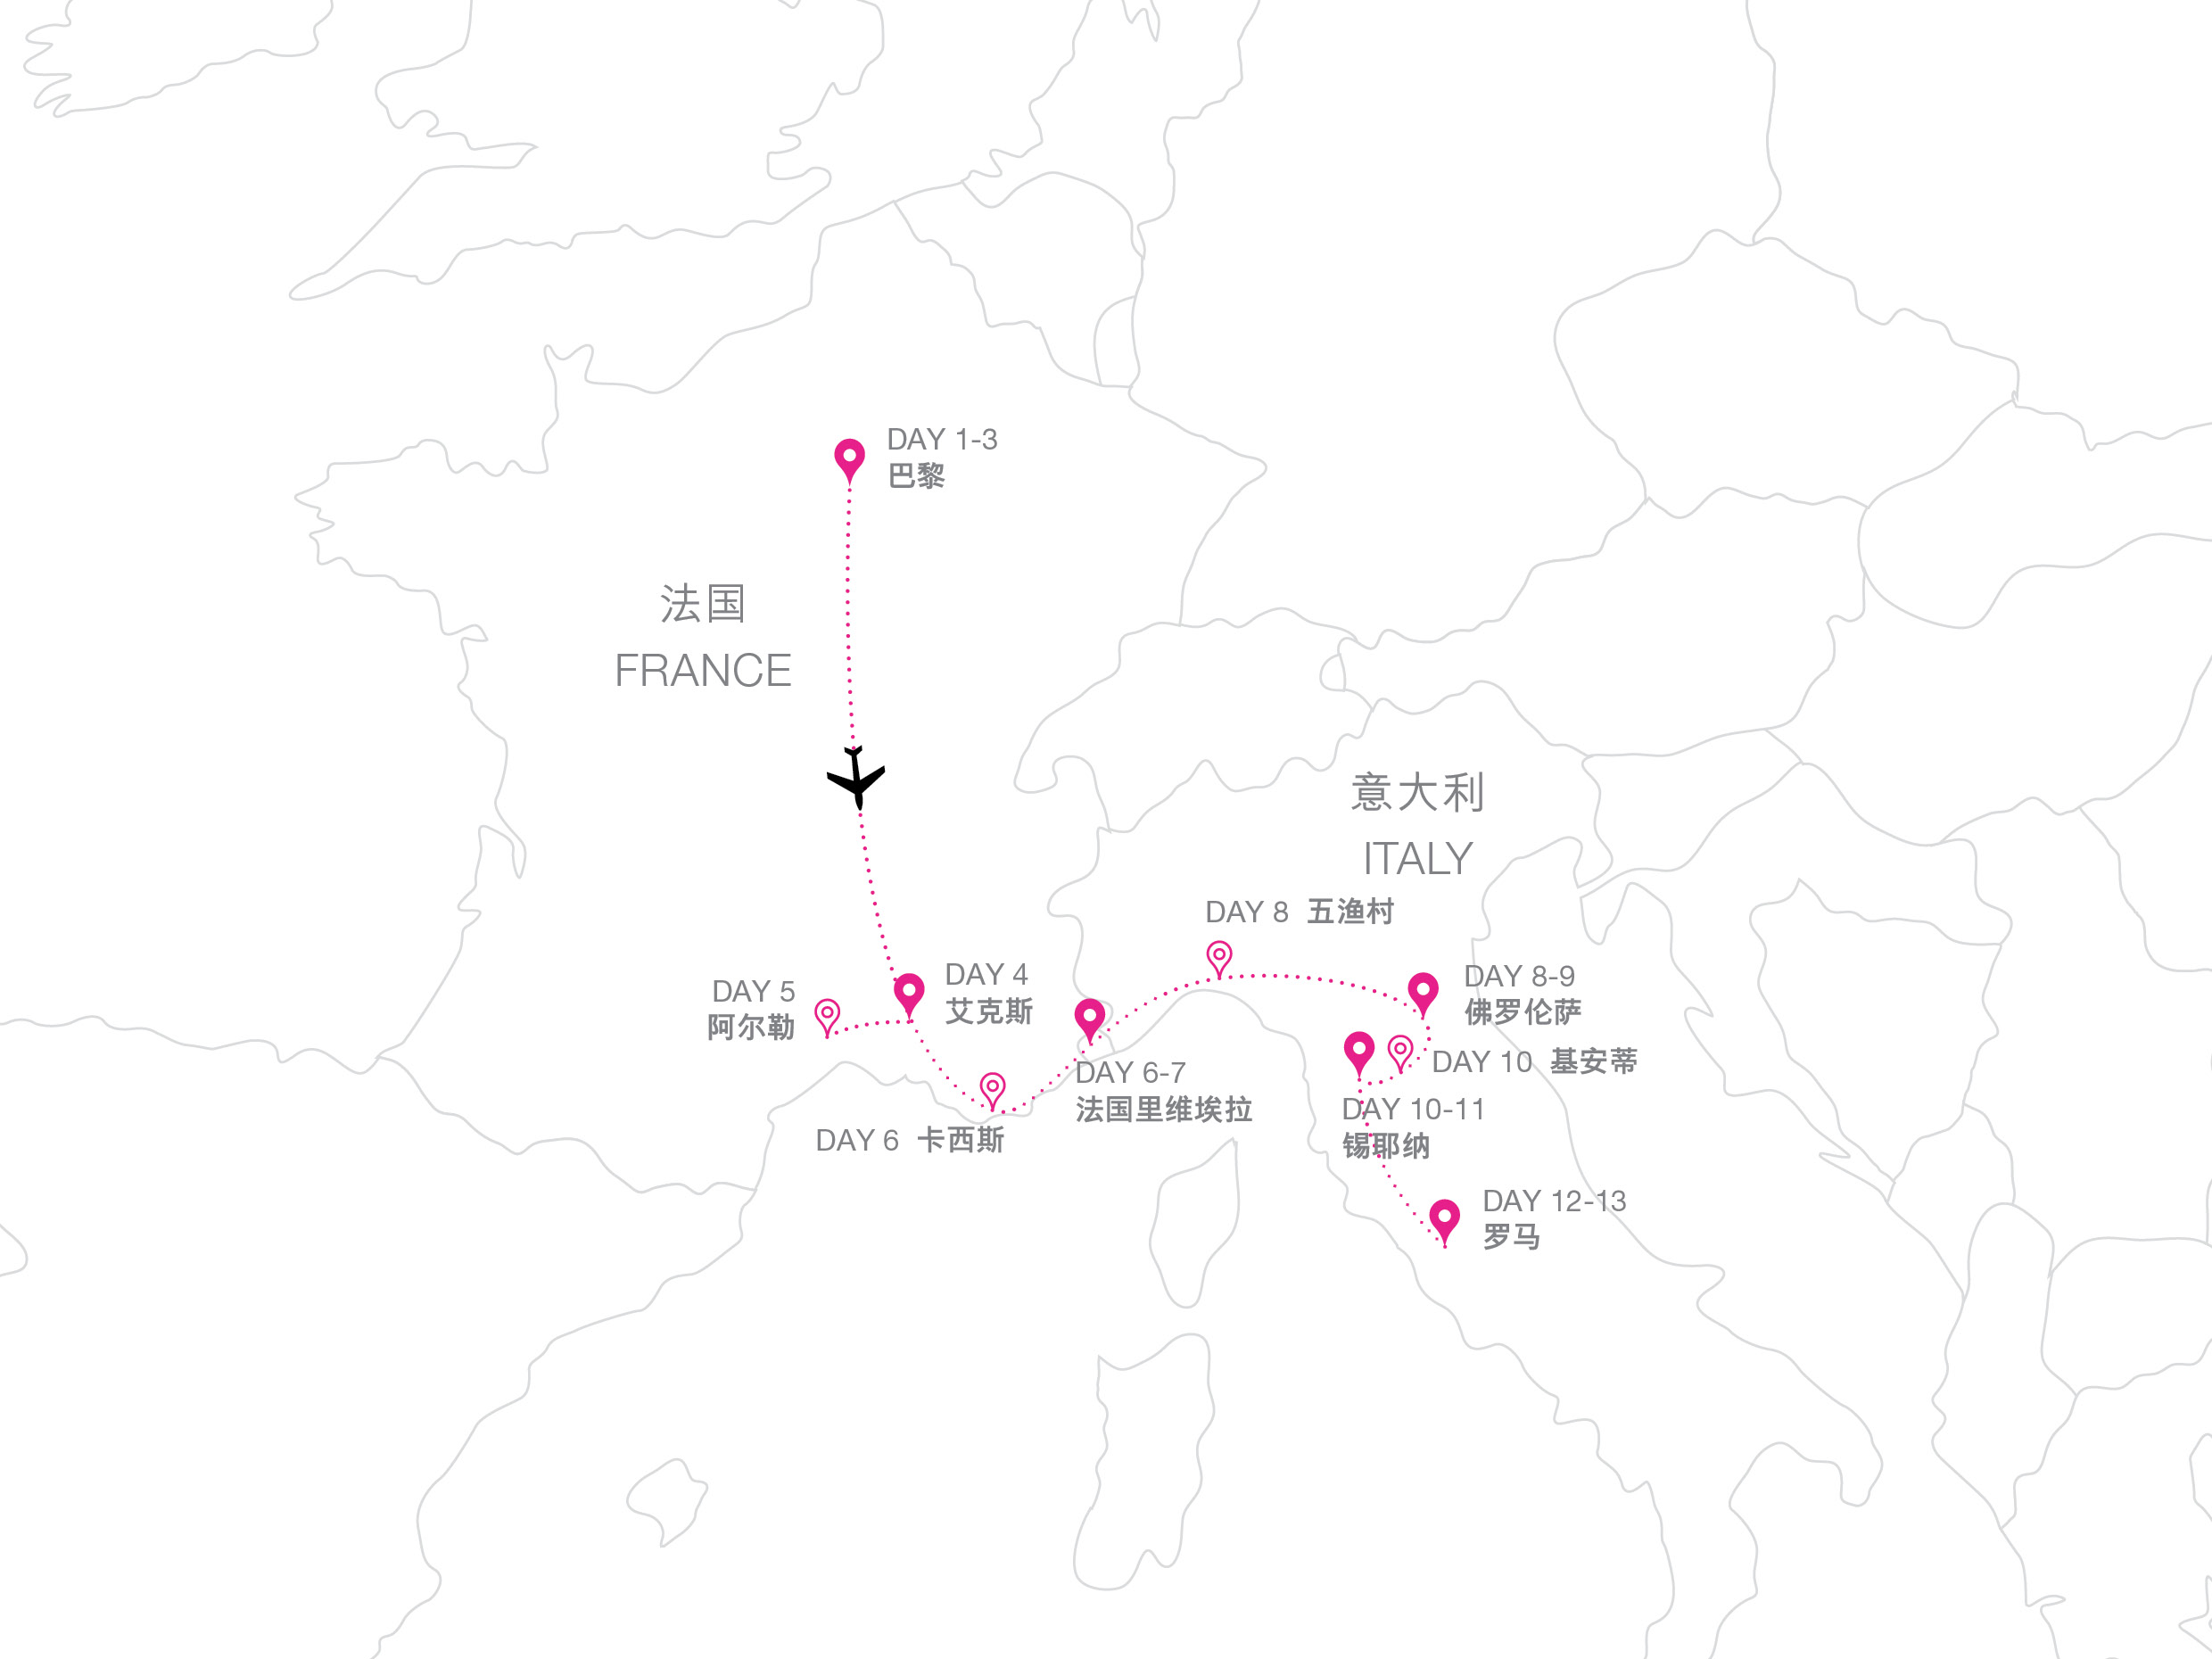 DAY 1-3
巴黎
法国
FRANCE
意大利
ITALY
DAY 8 五渔村
DAY 4
艾克斯
DAY 5
阿尔勒
DAY 8-9
佛罗伦萨
DAY 10 基安蒂
DAY 6-7
法国里维埃拉
DAY 10-11
锡耶纳
DAY 6 卡西斯
DAY 12-13
罗马